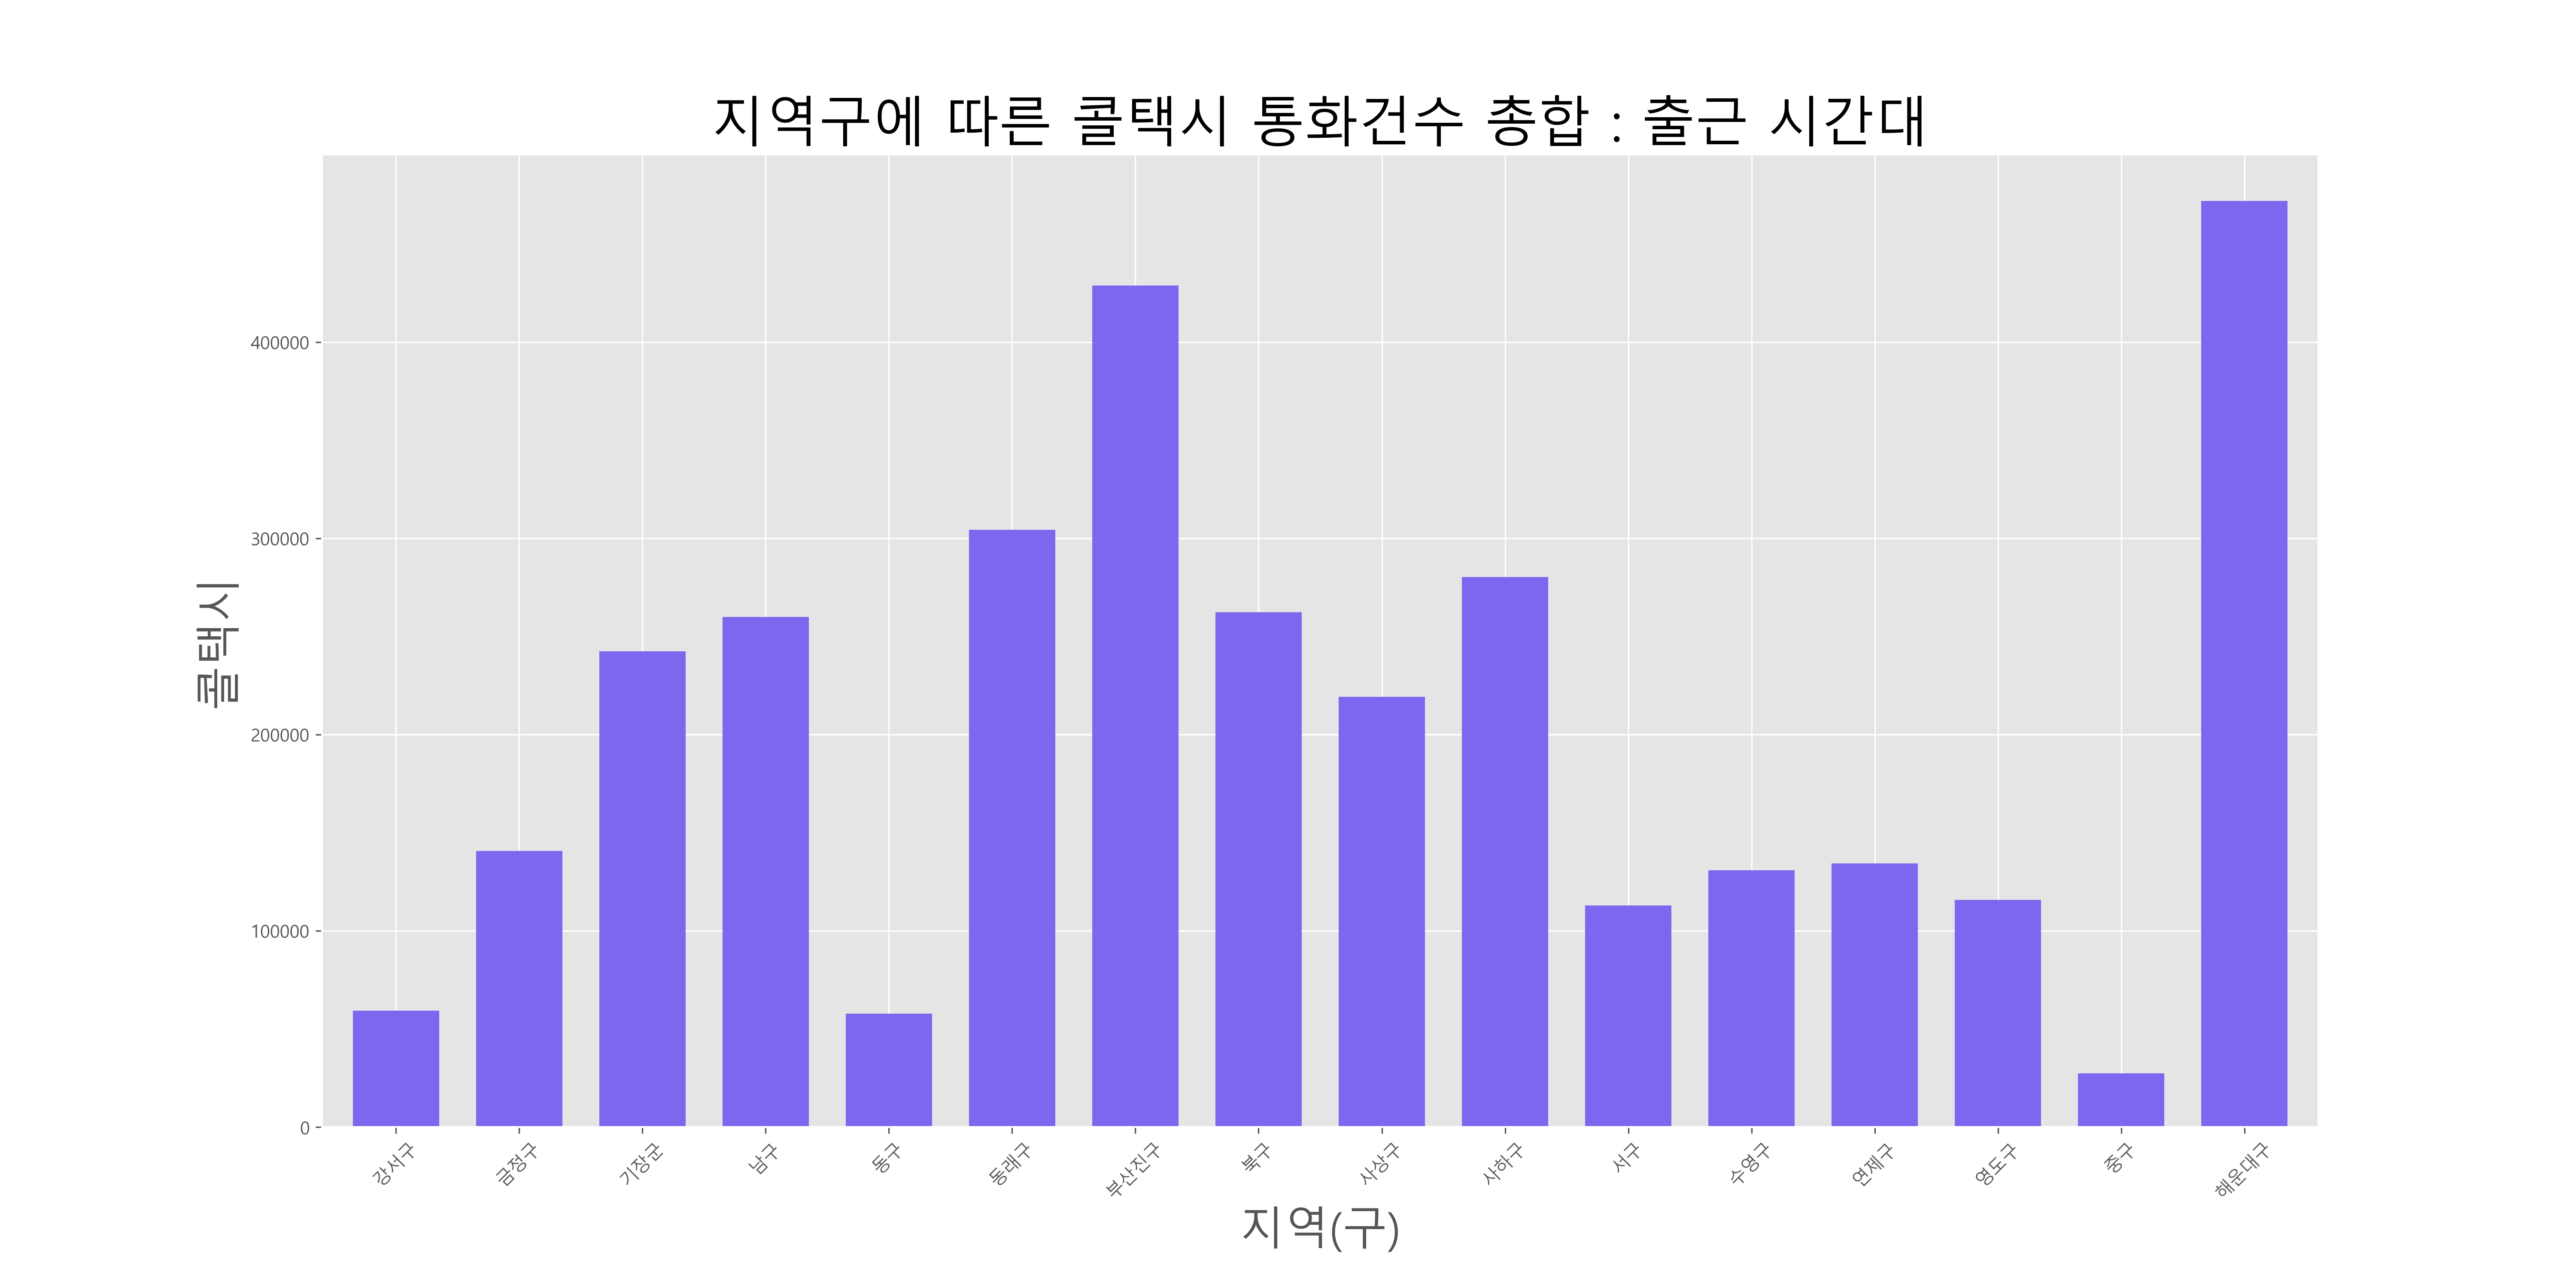 지역구에 따른 콜택시 통화건수 총합 : 출근 시간대
콜택시
400000
300000
200000
100000
0
강서구
금정구
기장군
남구
동구
동래구
부산진구
북구
사상구
사하구
서구
수영구
연제구
영도구
중구
해운대구
지역(구)